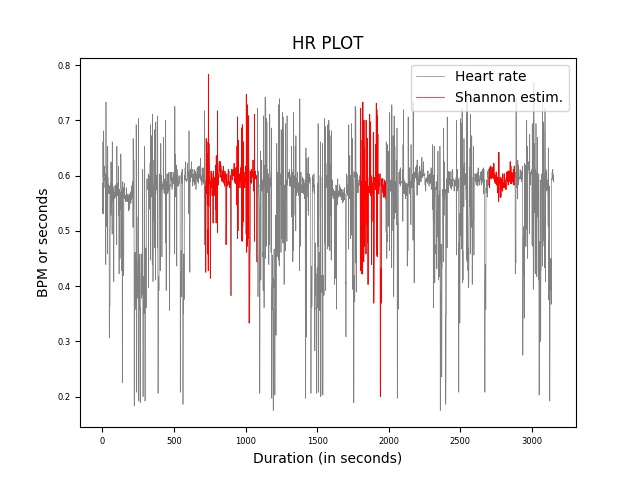 HR PLOT
Heart rate
Shannon estim.
BPM or seconds
0.8
0.7
0.6
0.5
0.4
0.3
0.2
0 500 1000 1500 2000 2500 3000
Duration (in seconds)